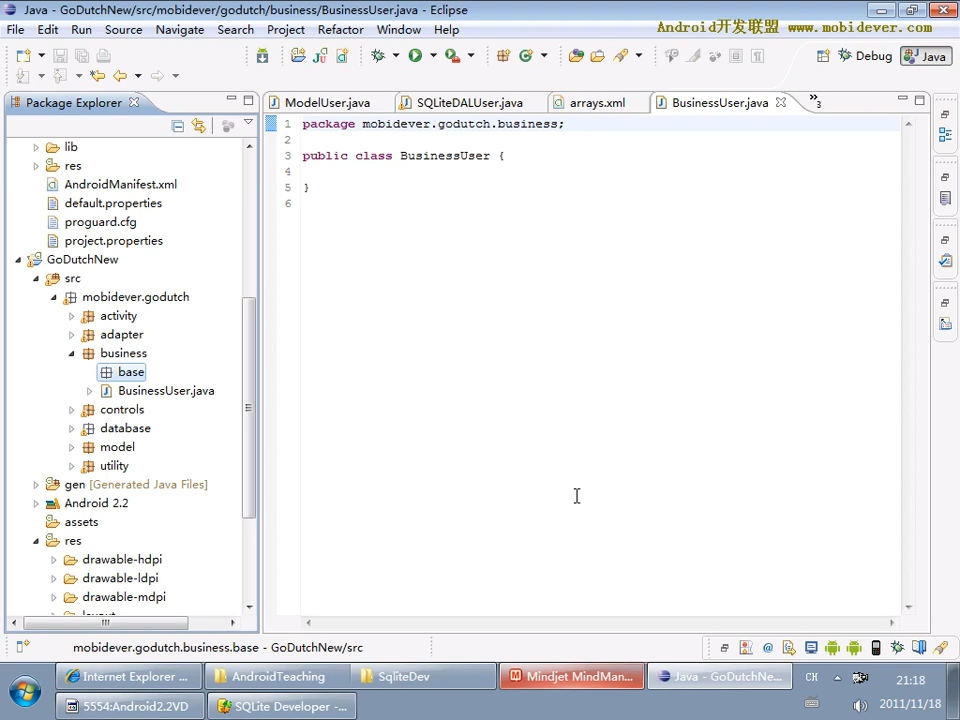 Java - GoDutchNew/src/mobidever/godutch/business/BusinessUser.java - Eclipse
File Edit Run Source Navigate Search Project Refactor Window Help
Android开发联盟 www.mobidever.com
Debug Java
Package Explorer
ModelUser.java
SQLiteDALUser.java
arrays.xml
BusinessUser.java
»3
lib
res
AndroidManifest.xml
default.properties
proguard.cfg
project.properties
GoDutchNew
src
mobidever.godutch
activity
adapter
business
base
BusinessUser.java
controls
database
model
utility
gen [Generated Java Files]
Android 2.2
assets
res
drawable-hdpi
drawable-ldpi
drawable-mdpi
1 package mobidever.godutch.business;
2
3 public class BusinessUser {
4
5 }
6
mobidever.godutch.business.base - GoDutchNew/src
Internet Explorer ...
AndroidTeaching
SqliteDev
Mindjet MindMan...
Java - GoDutchNe...
CH
21:18
5554:Android2.2VD
SQLite Developer - ...
2011/11/18